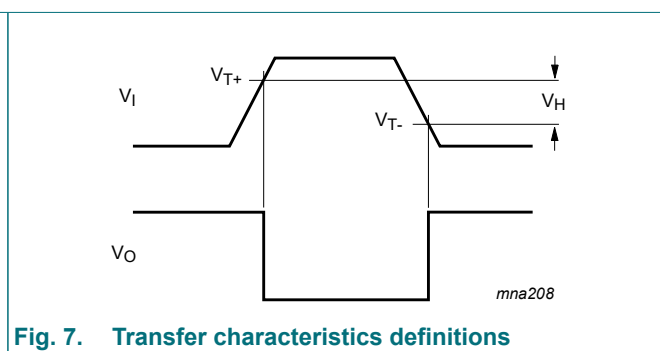 VT+
VI
VH
VT-
VO
mna208
Fig. 7. Transfer characteristics definitions